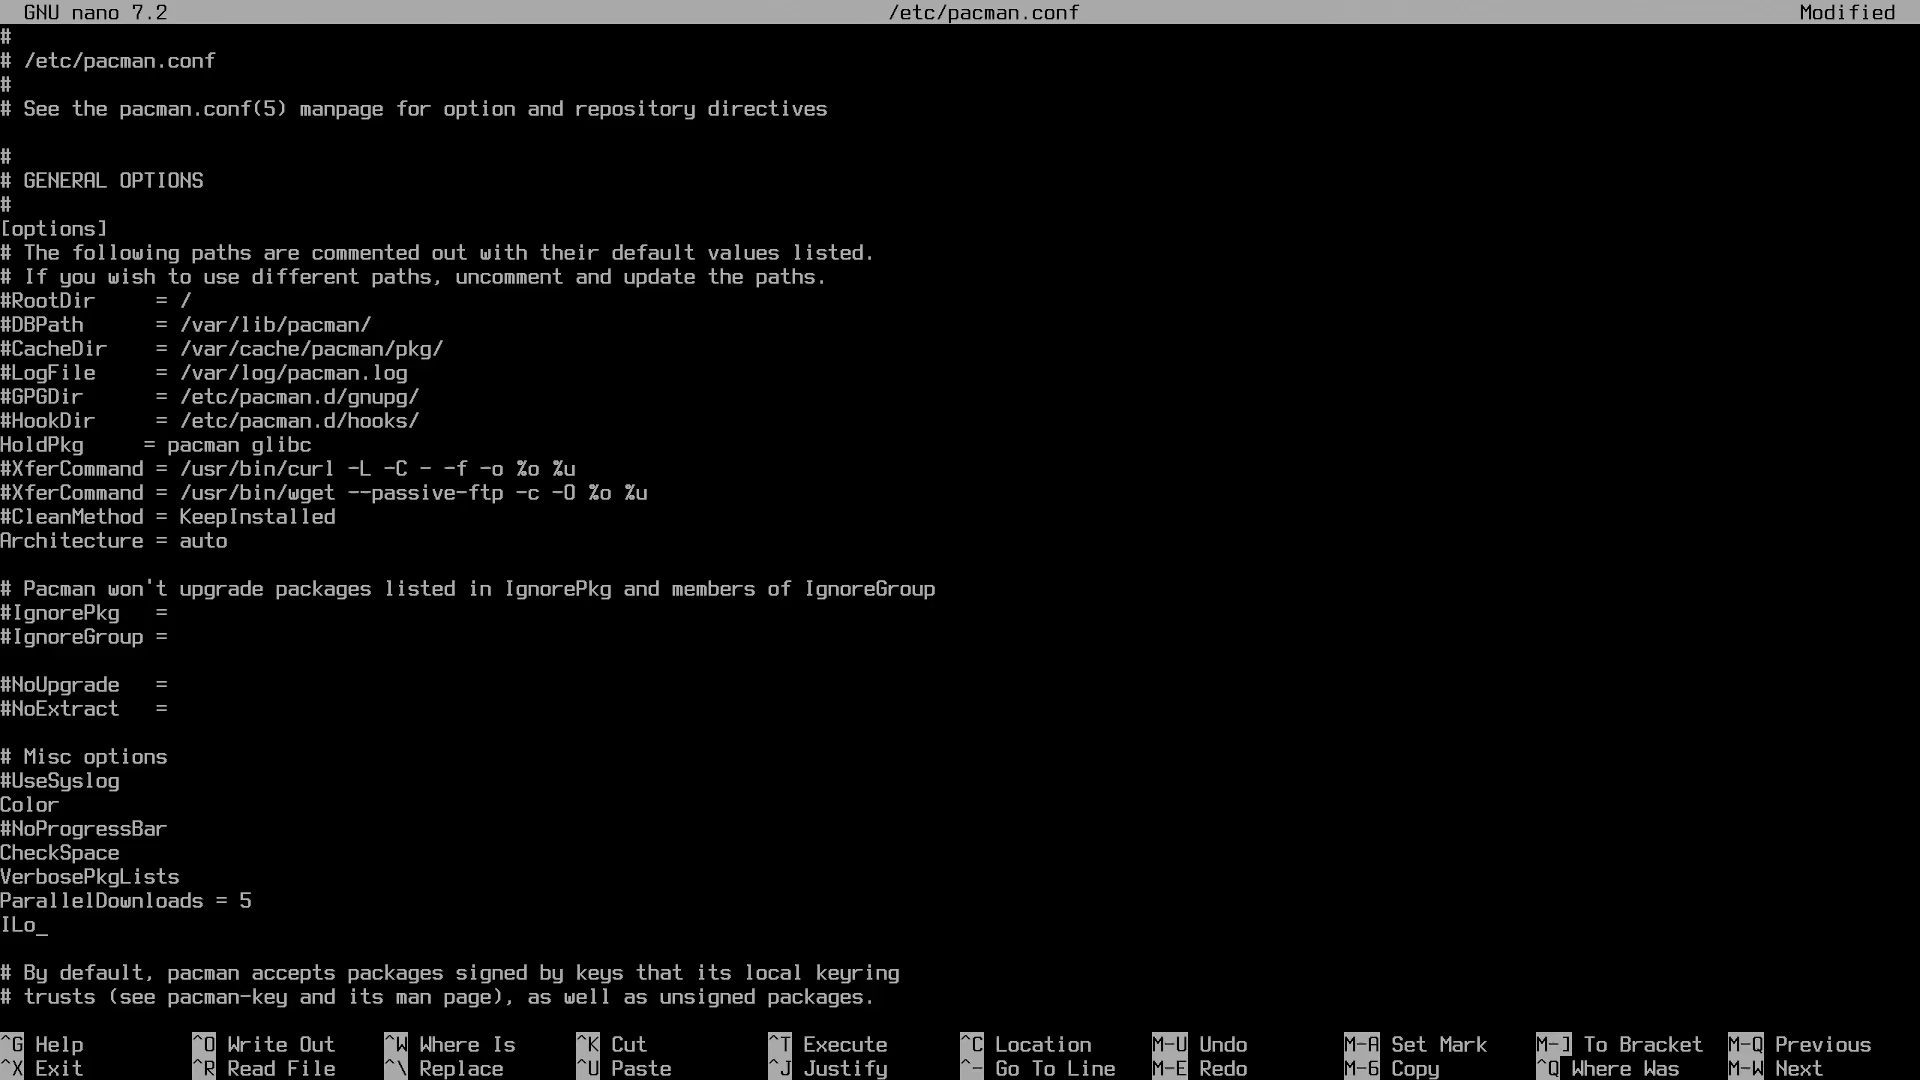 GNU nano 7.2 /etc/pacman.conf Modified
#
# /etc/pacman.conf
#
# See the pacman.conf(5) manpage for option and repository directives
#
# GENERAL OPTIONS
#
[options]
# The following paths are commented out with their default values listed.
# If you wish to use different paths, uncomment and update the paths.
#RootDir     = /
#DBPath      = /var/lib/pacman/
#CacheDir    = /var/cache/pacman/pkg/
#LogFile     = /var/log/pacman.log
#GPGDir      = /etc/pacman.d/gnupg/
#HookDir     = /etc/pacman.d/hooks/
HoldPkg     = pacman glibc
#XferCommand = /usr/bin/curl -L -C - -f -o %o %u
#XferCommand = /usr/bin/wget --passive-ftp -c -O %o %u
#CleanMethod = KeepInstalled
Architecture = auto
# Pacman won't upgrade packages listed in IgnorePkg and members of IgnoreGroup
#IgnorePkg   =
#IgnoreGroup =
#NoUpgrade   =
#NoExtract   =
# Misc options
#UseSyslog
Color
#NoProgressBar
CheckSpace
VerbosePkgLists
ParallelDownloads = 5
ILo_
# By default, pacman accepts packages signed by keys that its local keyring
# trusts (see pacman-key and its man page), as well as unsigned packages.
^G Help ^O Write Out ^W Where Is ^K Cut ^T Execute ^C Location M-U Undo M-A Set Mark M-] To Bracket M-Q Previous
^X Exit ^R Read File ^\ Replace ^U Paste ^J Justify ^- Go To Line M-E Redo M-6 Copy ^Q Where Was M-W Next